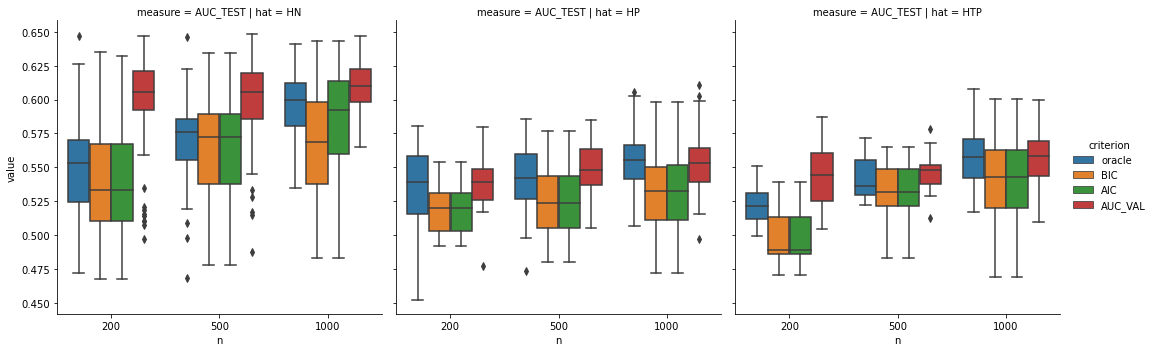 measure = AUC_TEST | hat = HN
measure = AUC_TEST | hat = HP
measure = AUC_TEST | hat = HTP
0.650
0.625
0.600
0.575
0.550
0.525
0.500
0.475
0.450
value
200 500 1000
n
200 500 1000
n
200 500 1000
n
criterion
oracle
BIC
AIC
AUC_VAL